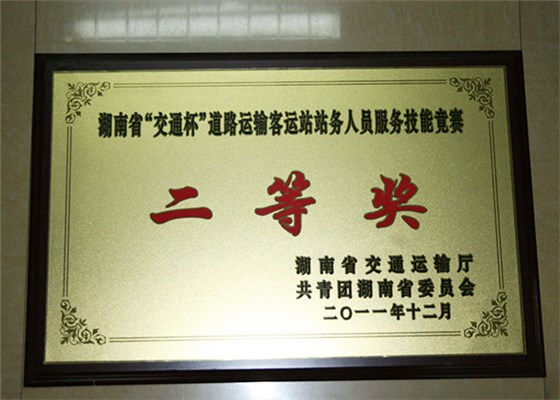 湖南省“交通杯”道路运输客运站站务人员服务技能竞赛
二等奖
湖南省交通运输厅
共青团湖南省委员会
二〇一一年十二月